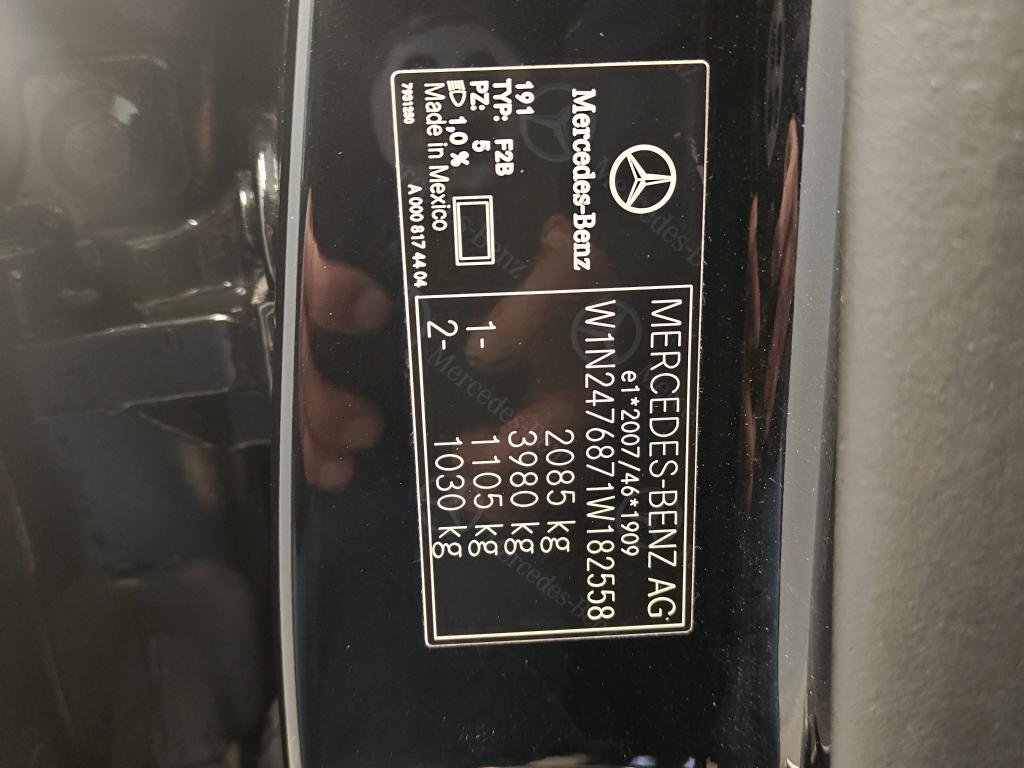 Mercedes-Benz
191
TYP: F2B
PZ: 5
1,0 %
Made in Mexico
7901260 A 000 817 44 04
MERCEDES-BENZ AG
e1*2007/46*1909
W1N2476871W182558
2085 kg
3980 kg
1- 1105 kg
2- 1030 kg